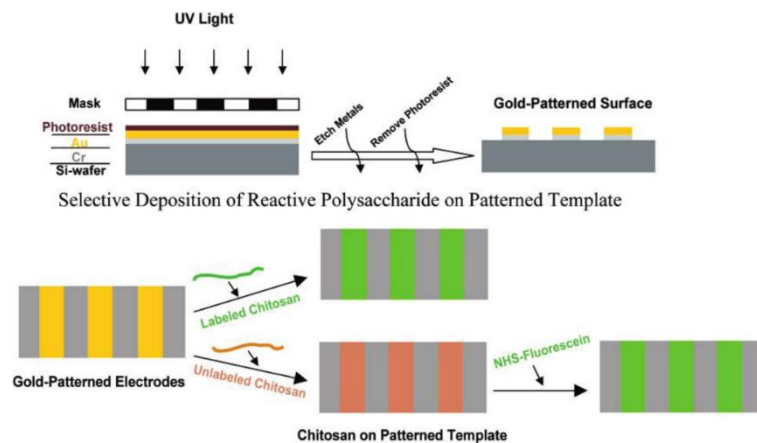 UV Light
Mask
Photoresist
Au
Cr
Si-wafer
Etch Metals
Remove Photoresist
Gold-Patterned Surface
Selective Deposition of Reactive Polysaccharide on Patterned Template
Labeled Chitosan
Unlabeled Chitosan
NHS-Fluorescein
Gold-Patterned Electrodes
Chitosan on Patterned Template